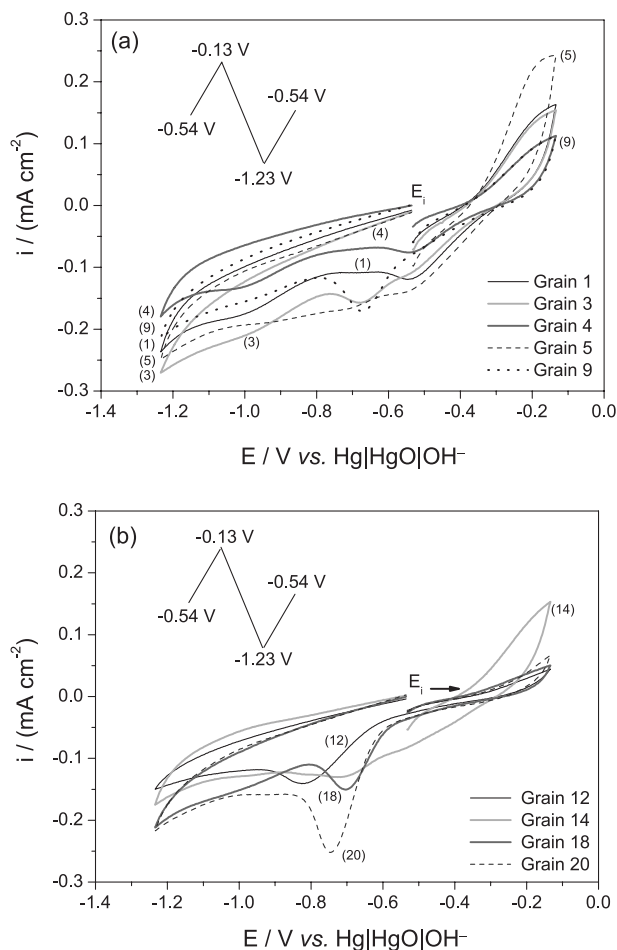 (a)
-0.13 V
-0.54 V
-0.54 V
-1.23 V
(5)
(9)
E_i
(4)
(1)
(3)
(4)
(9)
(1)
(5)
(3)
Grain 1
Grain 3
Grain 4
Grain 5
Grain 9
0.3
0.2
0.1
0.0
-0.1
-0.2
-0.3
i / (mA cm⁻²)
-1.4 -1.2 -1.0 -0.8 -0.6 -0.4 -0.2 0.0
E / V vs. Hg|HgO|OH⁻
(b)
-0.13 V
-0.54 V
-0.54 V
-1.23 V
(14)
E_i
(12)
(18)
(20)
Grain 12
Grain 14
Grain 18
Grain 20
0.3
0.2
0.1
0.0
-0.1
-0.2
-0.3
i / (mA cm⁻²)
-1.4 -1.2 -1.0 -0.8 -0.6 -0.4 -0.2 0.0
E / V vs. Hg|HgO|OH⁻